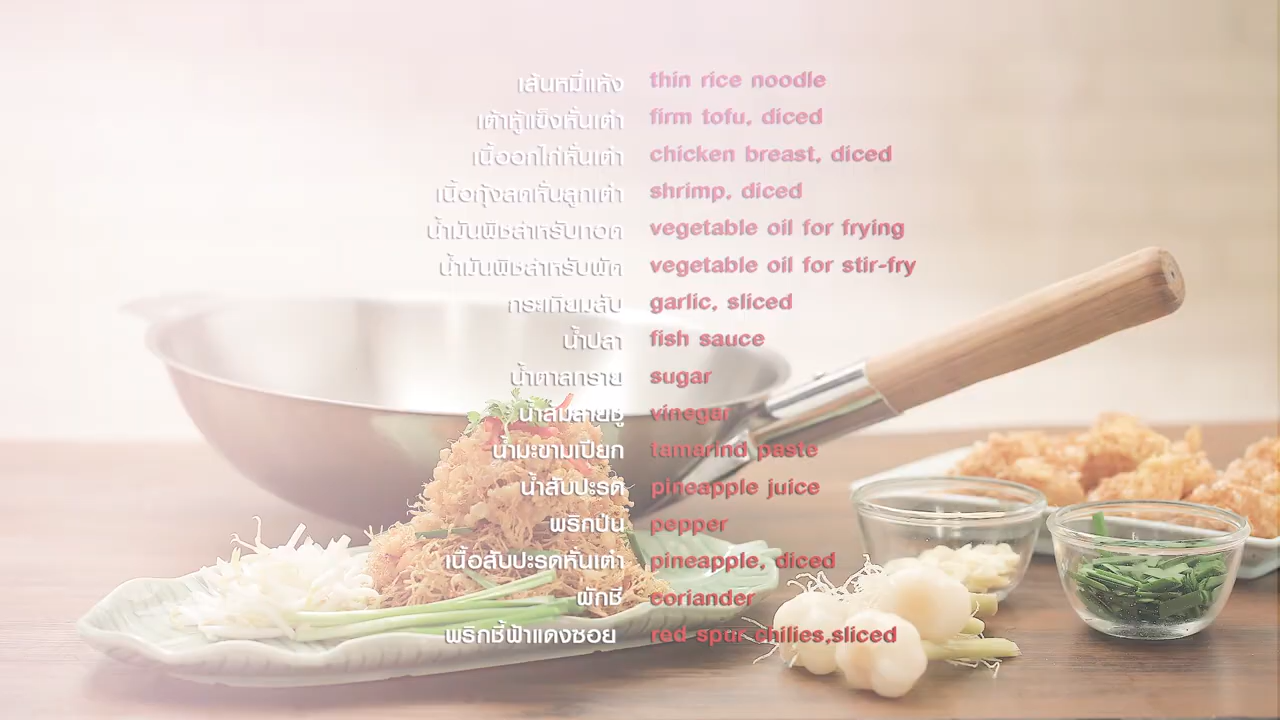 เส้นหมี่แห้ง thin rice noodle
เต้าหู้แข็งหั่นเต๋า firm tofu, diced
เนื้ออกไก่หั่นเต๋า chicken breast, diced
เนื้อกุ้งสดหั่นลูกเต๋า shrimp, diced
น้ำมันพืชสำหรับทอด vegetable oil for frying
น้ำมันพืชสำหรับผัด vegetable oil for stir-fry
กระเทียมสับ garlic, sliced
น้ำปลา fish sauce
น้ำตาลทราย sugar
น้ำส้มสายชู vinegar
น้ำมะขามเปียก tamarind paste
น้ำสับปะรด pineapple juice
พริกป่น pepper
เนื้อสับปะรดหั่นเต๋า pineapple, diced
ผักชี coriander
พริกชี้ฟ้าแดงซอย red spur chilies,sliced